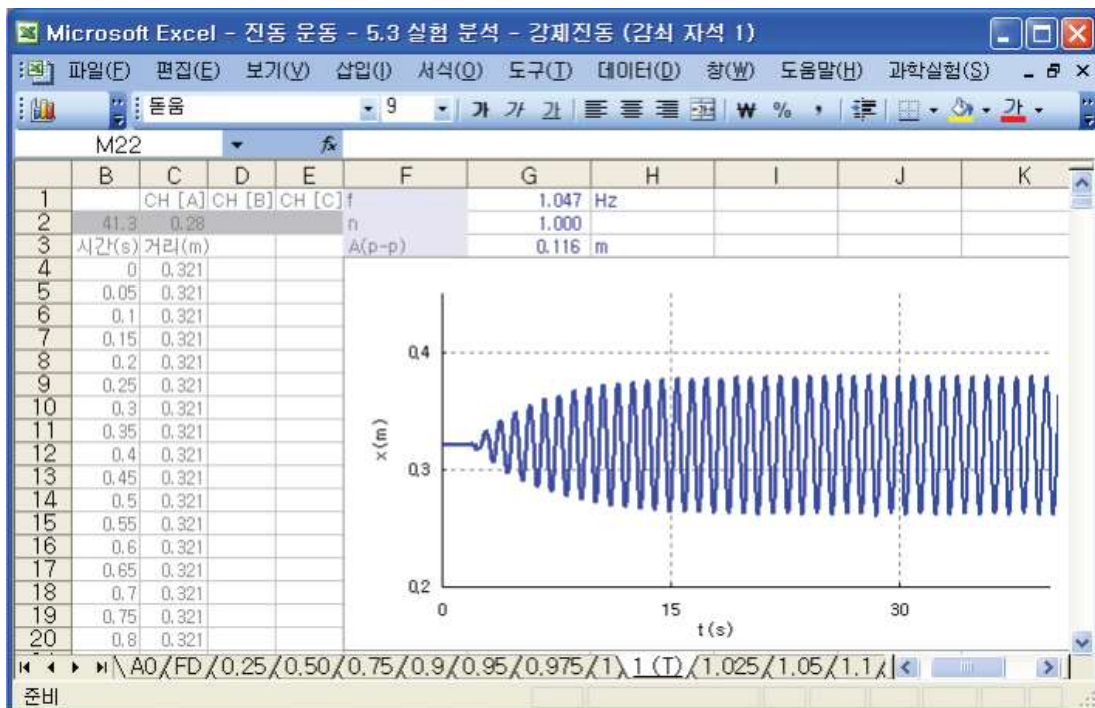 Microsoft Excel - 진동 운동 - 5.3 실험 분석 - 강제진동 (감쇠 자석 1)
파일(F) 편집(E) 보기(V) 삽입(I) 서식(O) 도구(T) 데이터(D) 창(W) 도움말(H) 과학실험(S)
돋움 9 가 가 가 ₩ % , 가
M22 fx
B C D E F G H I J K
1 CH [A] CH [B] CH [C] f 1.047 Hz
2 41.3 0.28 n 1.000
3 시간(s) 거리(m) A(p-p) 0.116 m
4 0 0.321
5 0.05 0.321
6 0.1 0.321
7 0.15 0.321
8 0.2 0.321
9 0.25 0.321
10 0.3 0.321
11 0.35 0.321
12 0.4 0.321
13 0.45 0.321
14 0.5 0.321
15 0.55 0.321
16 0.6 0.321
17 0.65 0.321
18 0.7 0.321
19 0.75 0.321
20 0.8 0.321
0.4
x(m)
0.3
0.2
0 15 30
t(s)
A0 / FD / 0.25 / 0.50 / 0.75 / 0.9 / 0.95 / 0.975 / 1 \ 1 (T) / 1.025 / 1.05 / 1.1
준비